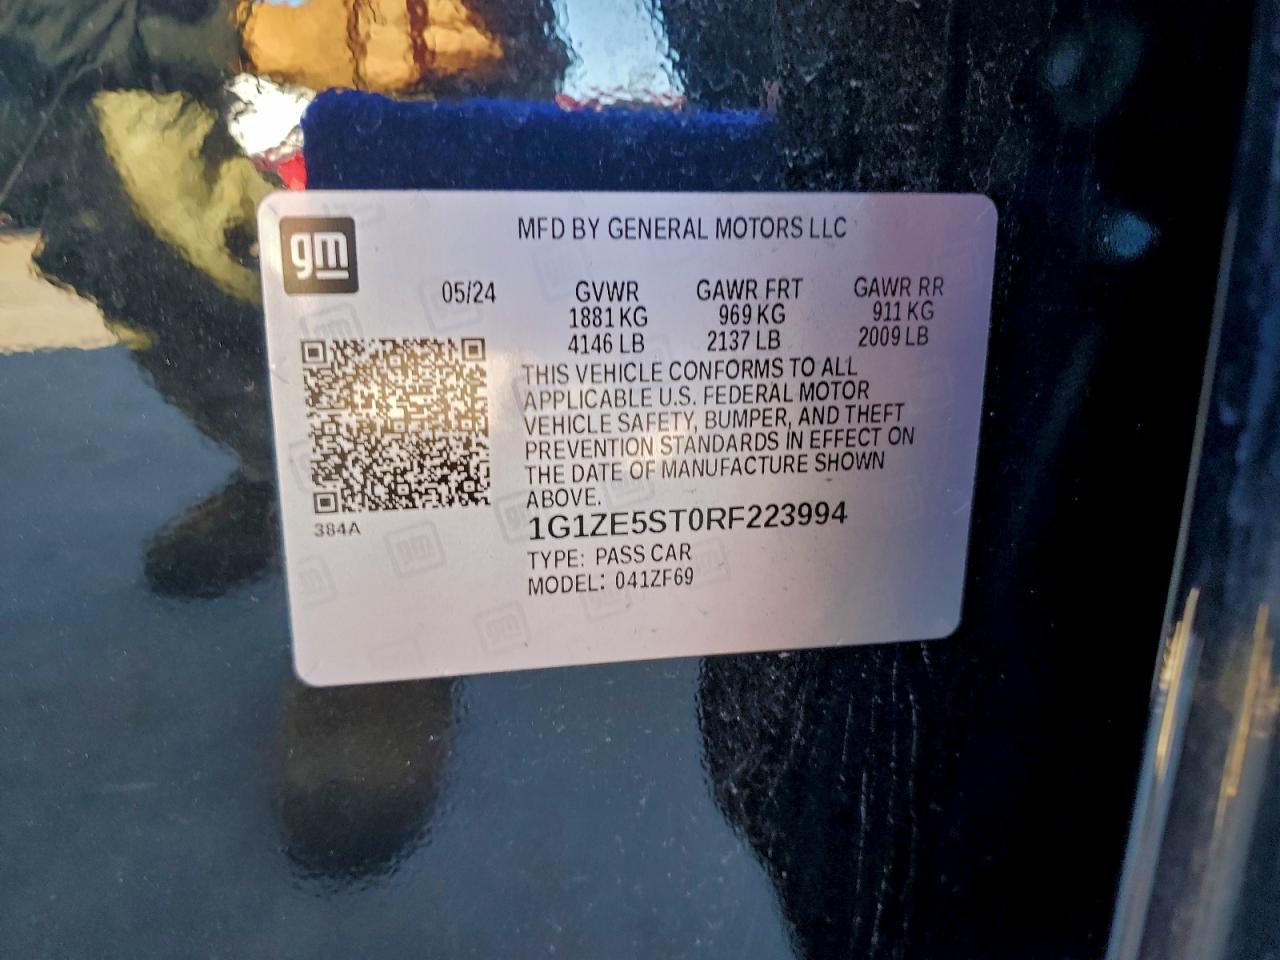 gm
MFD BY GENERAL MOTORS LLC
05/24 GVWR GAWR FRT GAWR RR
1881 KG 969 KG 911 KG
4146 LB 2137 LB 2009 LB
THIS VEHICLE CONFORMS TO ALL
APPLICABLE U.S. FEDERAL MOTOR
VEHICLE SAFETY, BUMPER, AND THEFT
PREVENTION STANDARDS IN EFFECT ON
THE DATE OF MANUFACTURE SHOWN
ABOVE.
384A
1G1ZE5ST0RF223994
TYPE: PASS CAR
MODEL: 041ZF69